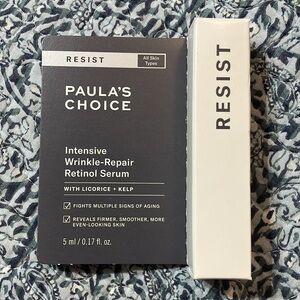 RESIST
All Skin
Types
PAULA'S
CHOICE
Intensive
Wrinkle-Repair
Retinol Serum
WITH LICORICE + KELP
FIGHTS MULTIPLE SIGNS OF AGING
REVEALS FIRMER, SMOOTHER, MORE
EVEN-LOOKING SKIN
5 ml / 0.17 fl. oz.
RESIST